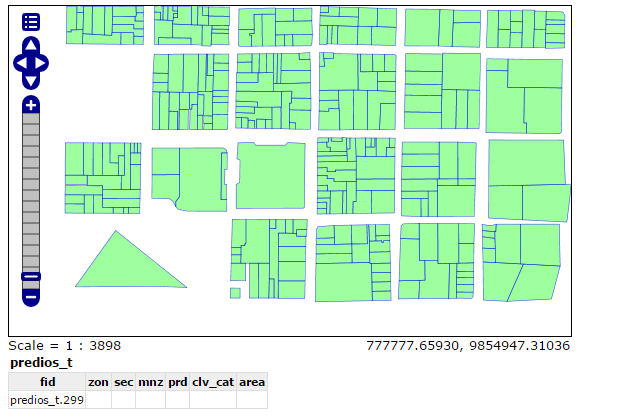 Scale = 1 : 3898
777777.65930, 9854947.31036
predios_t
fid zon sec mnz prd clv_cat area
predios_t.299